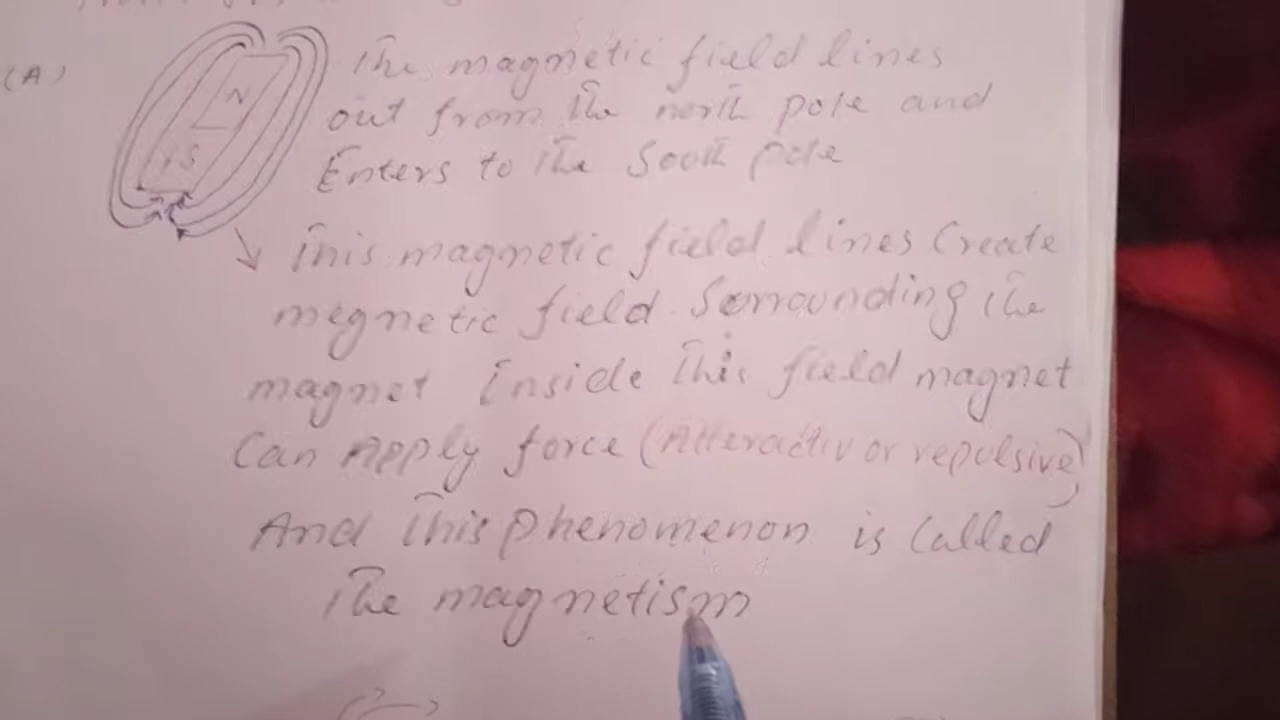 (A)
N
S
The magnetic field lines
out from the north pole and
Enters to the South pole
This magnetic field lines Create
megnetic field Serrounding the
magnet Inside this field magnet
Can Apply force (Atteractiv or repulsive)
And this phenomenon is Called
The magnetism